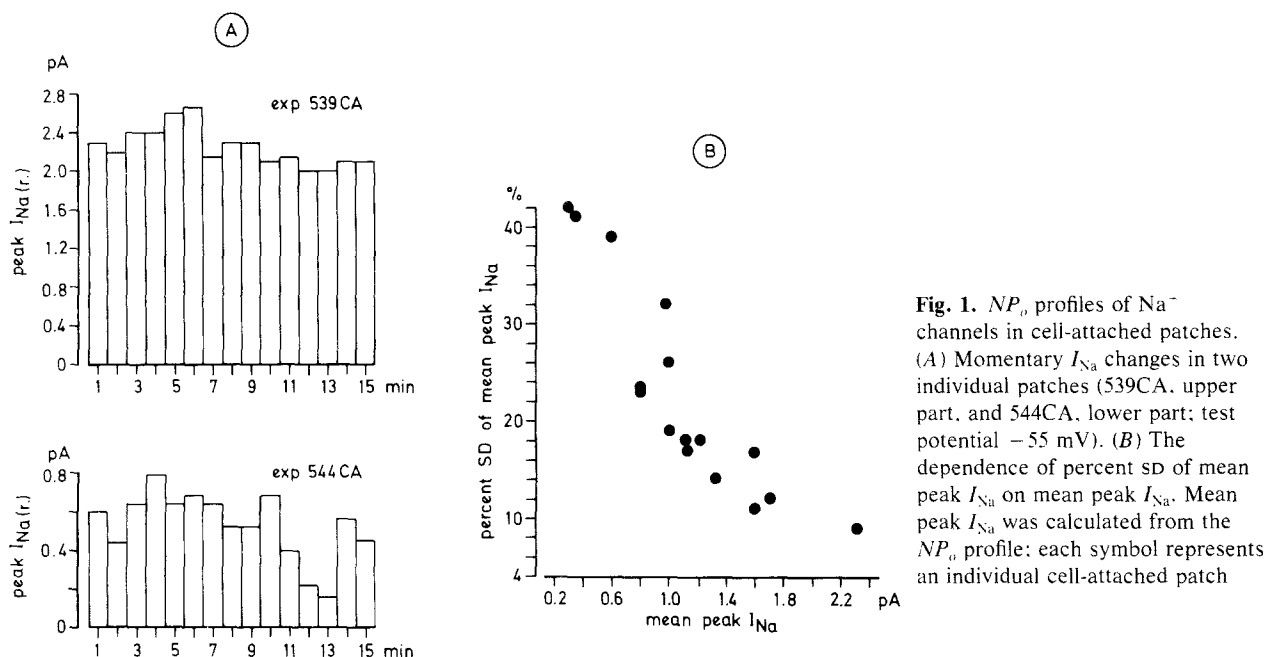 A
pA
exp 539CA
2.8
2.4
2.0
1.6
1.2
0.8
0.4
0
peak I_Na(r.)
1 3 5 7 9 11 13 15 min
pA
exp 544CA
0.8
0.4
0
peak I_Na(r.)
1 3 5 7 9 11 13 15 min
B
%
40
30
20
10
4
percent SD of mean peak I_Na
0.2 0.6 1.0 1.4 1.8 2.2 pA
mean peak I_Na
Fig. 1. NP_o profiles of Na⁻
channels in cell-attached patches.
(A) Momentary I_Na changes in two
individual patches (539CA, upper
part, and 544CA, lower part; test
potential −55 mV). (B) The
dependence of percent SD of mean
peak I_Na on mean peak I_Na. Mean
peak I_Na was calculated from the
NP_o profile; each symbol represents
an individual cell-attached patch